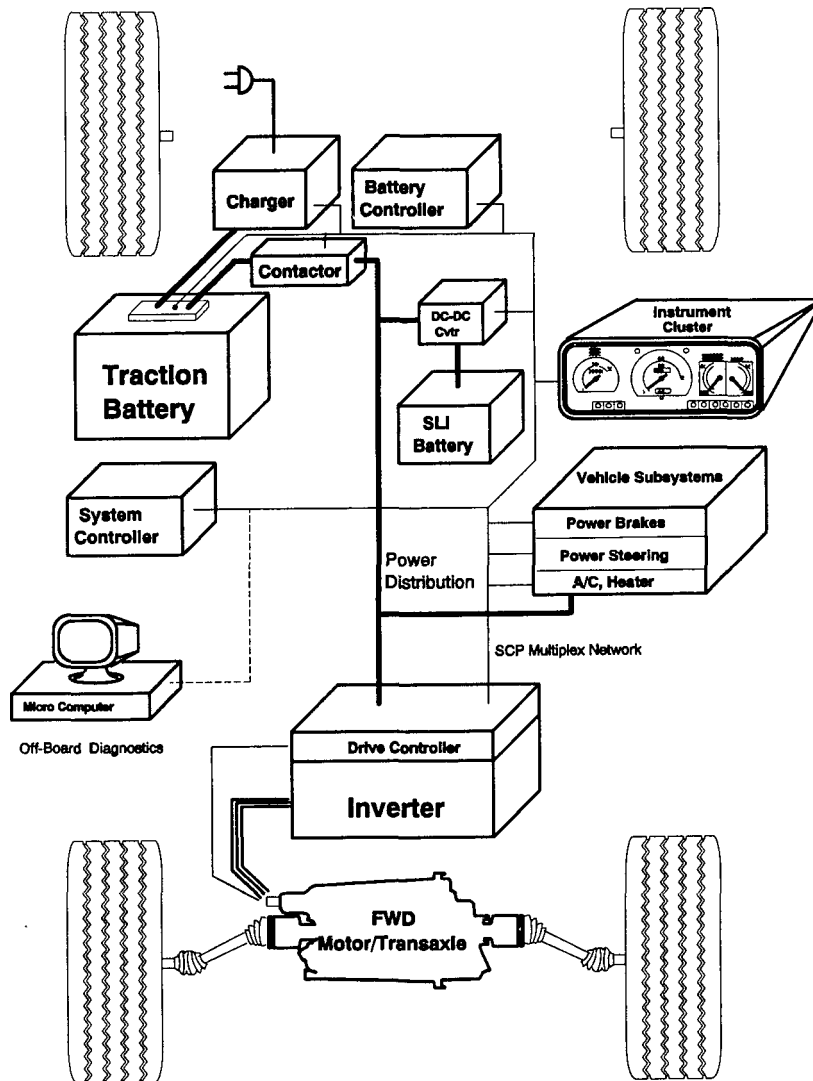 Charger
Battery
Controller
Contactor
DC-DC
Cvtr
Instrument
Cluster
Traction
Battery
SLI
Battery
Vehicle Subsystems
System
Controller
Power Brakes
Power Steering
A/C, Heater
Power
Distribution
SCP Multiplex Network
Micro Computer
Off-Board Diagnostics
Drive Controller
Inverter
FWD
Motor/Transaxle